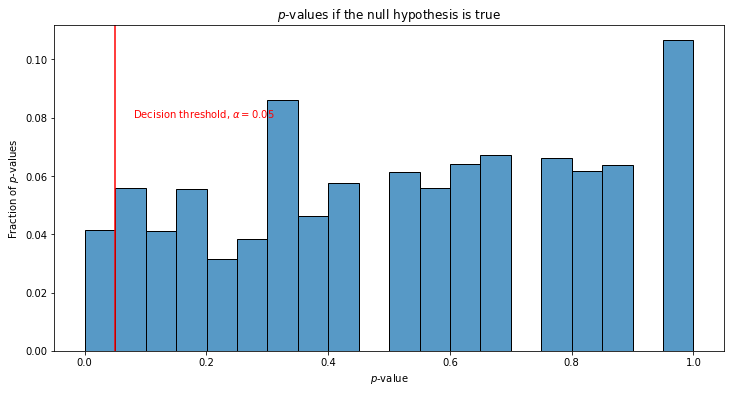 p-values if the null hypothesis is true
Fraction of p-values
0.10
0.08
0.06
0.04
0.02
0.00
Decision threshold, α = 0.05
0.0 0.2 0.4 0.6 0.8 1.0
p-value